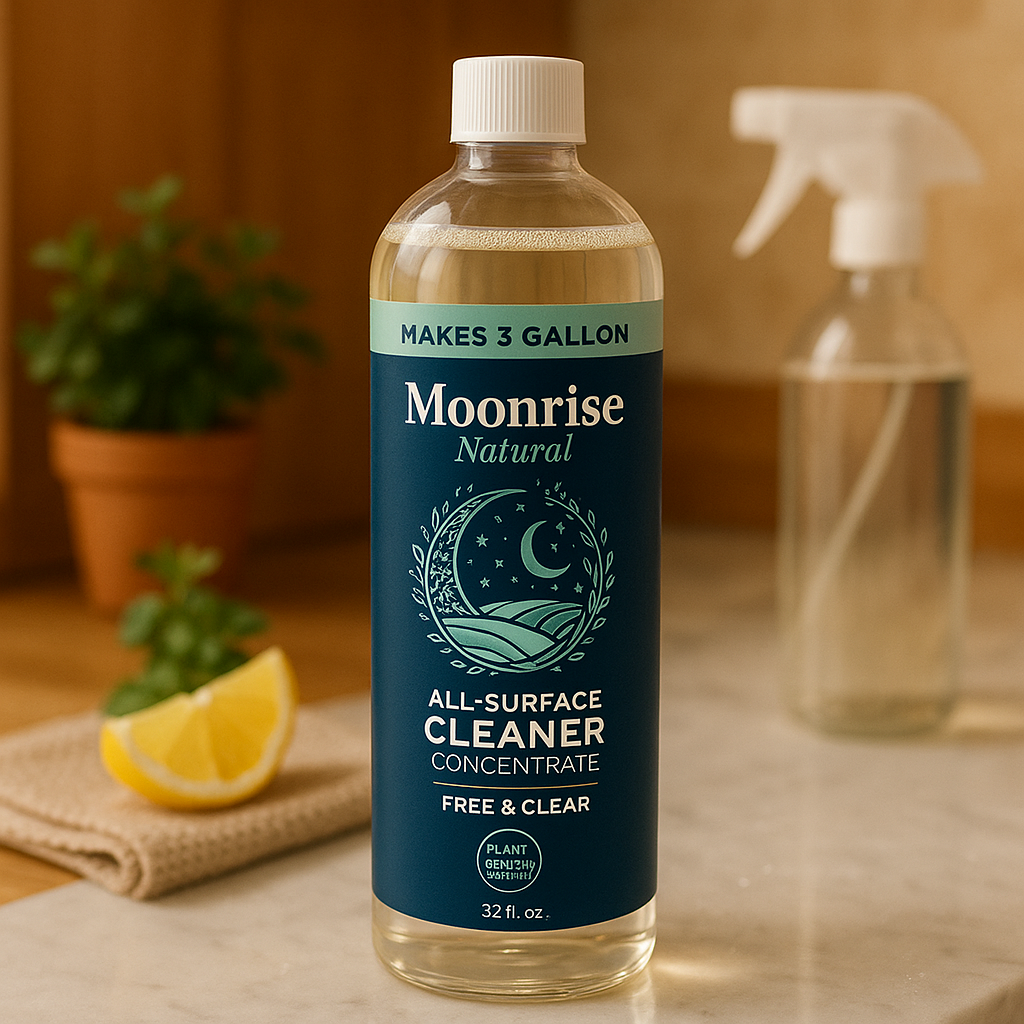 MAKES 3 GALLON
Moonrise
Natural
ALL-SURFACE
CLEANER
CONCENTRATE
FREE & CLEAR
PLANT
32 fl. oz.